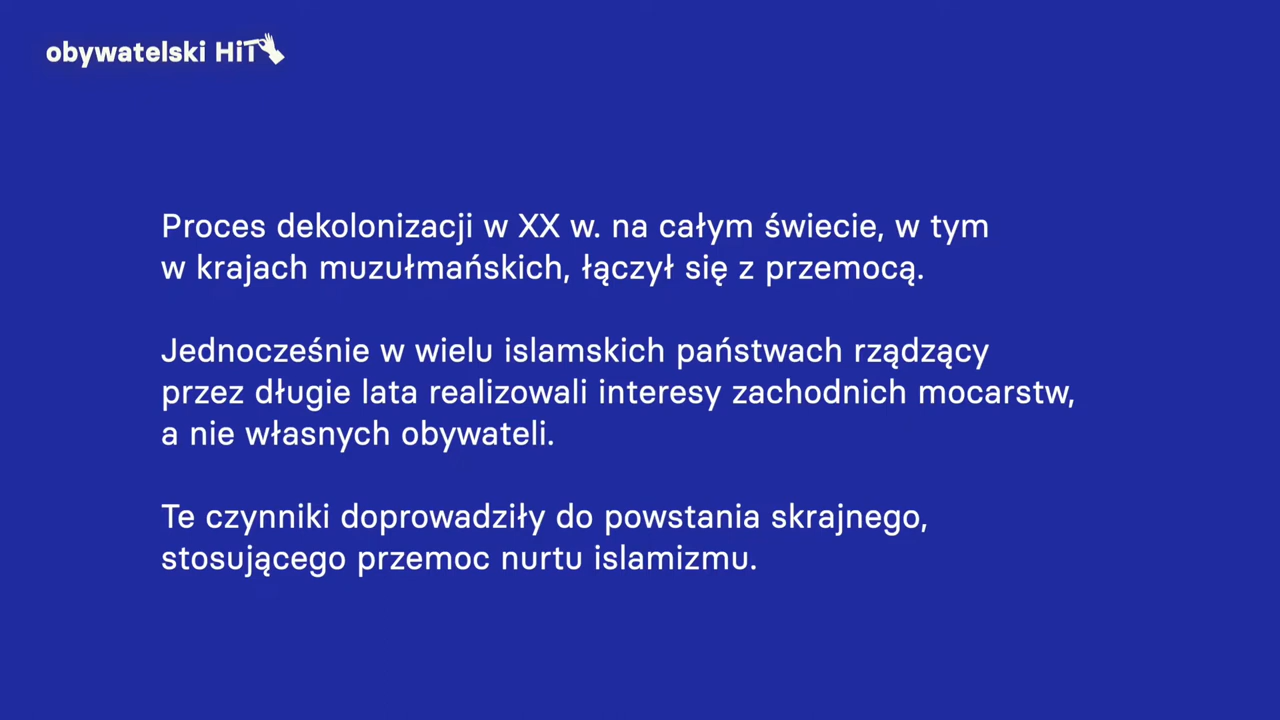 obywatelski HiT
Proces dekolonizacji w XX w. na całym świecie, w tym
w krajach muzułmańskich, łączył się z przemocą.
Jednocześnie w wielu islamskich państwach rządzący
przez długie lata realizowali interesy zachodnich mocarstw,
a nie własnych obywateli.
Te czynniki doprowadziły do powstania skrajnego,
stosującego przemoc nurtu islamizmu.